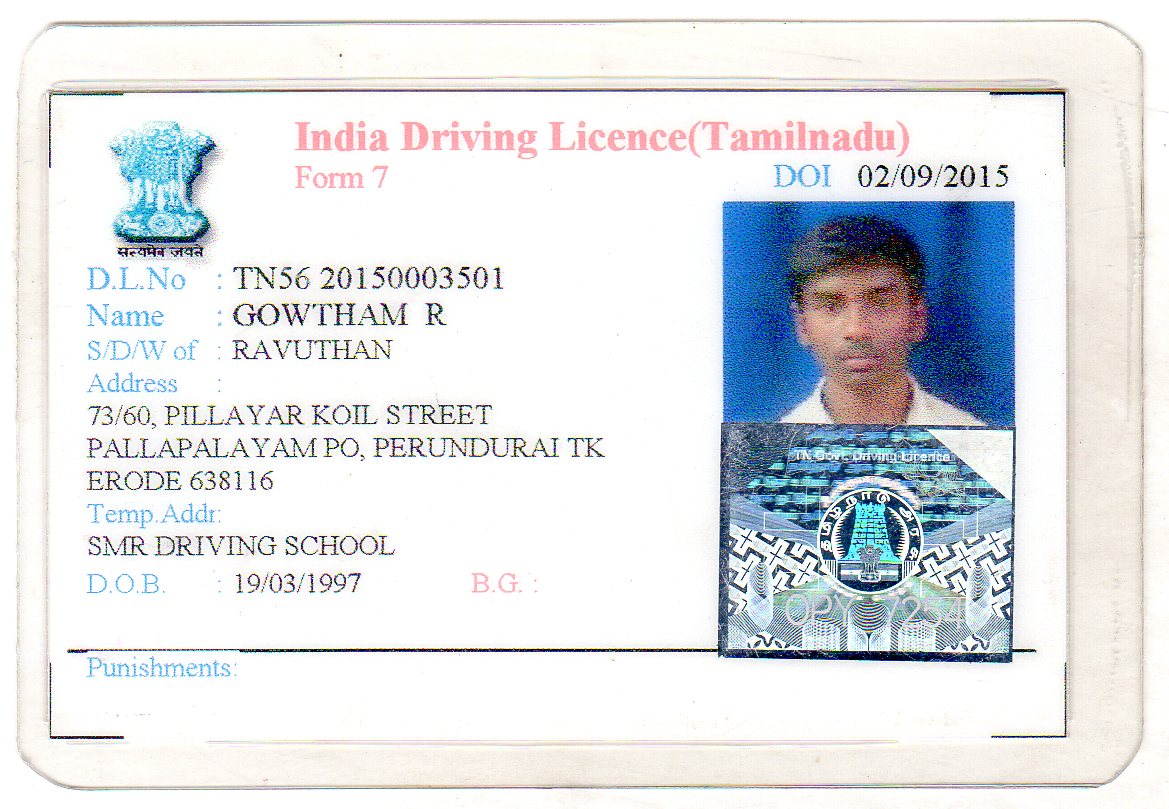 India Driving Licence(Tamilnadu)
Form 7
DOI 02/09/2015
सत्यमेव जयते
D.L.No : TN56 20150003501
Name : GOWTHAM R
S/D/W of : RAVUTHAN
Address :
73/60, PILLAYAR KOIL STREET
PALLAPALAYAM PO, PERUNDURAI TK
ERODE 638116
Temp.Addr:
SMR DRIVING SCHOOL
D.O.B. : 19/03/1997 B.G. :
TN Govt. Driving Licence
தமிழ்நாடு அரசு
OPY 7254
Punishments: